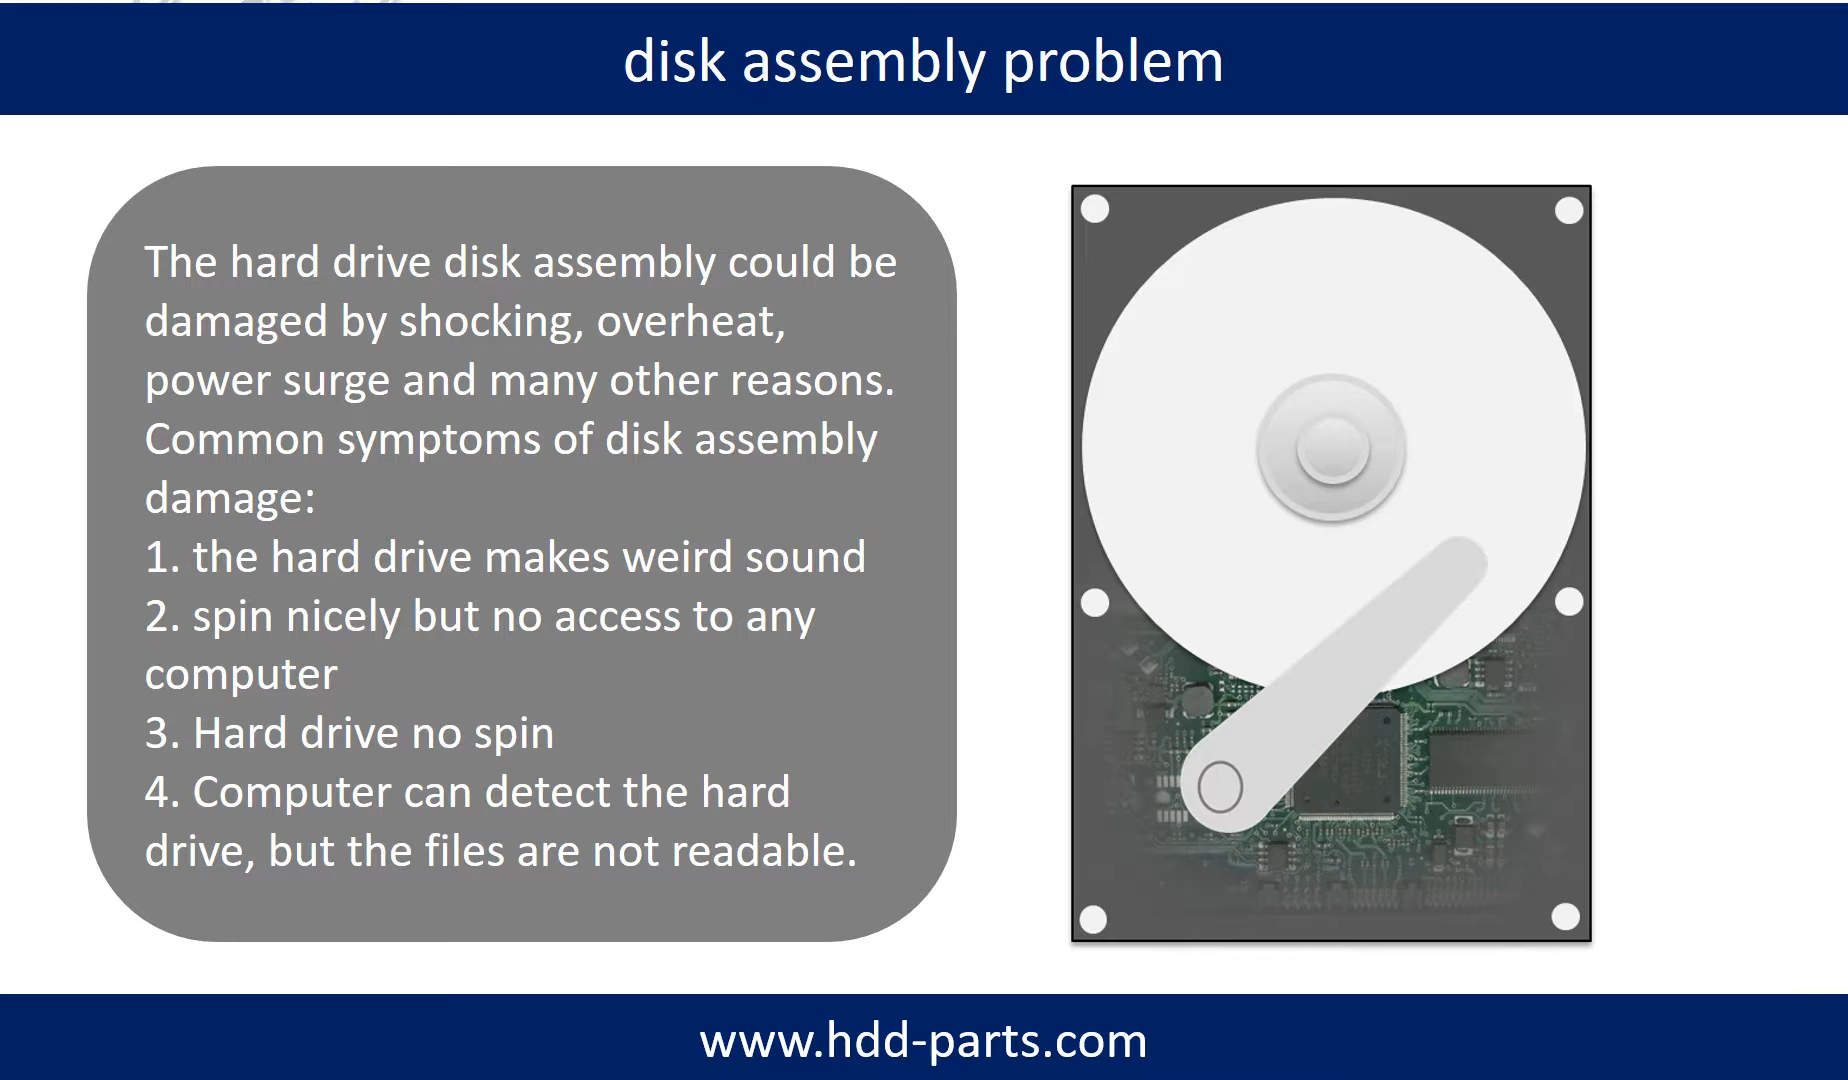 disk assembly problem
The hard drive disk assembly could be
damaged by shocking, overheat,
power surge and many other reasons.
Common symptoms of disk assembly
damage:
1. the hard drive makes weird sound
2. spin nicely but no access to any
computer
3. Hard drive no spin
4. Computer can detect the hard
drive, but the files are not readable.
www.hdd-parts.com